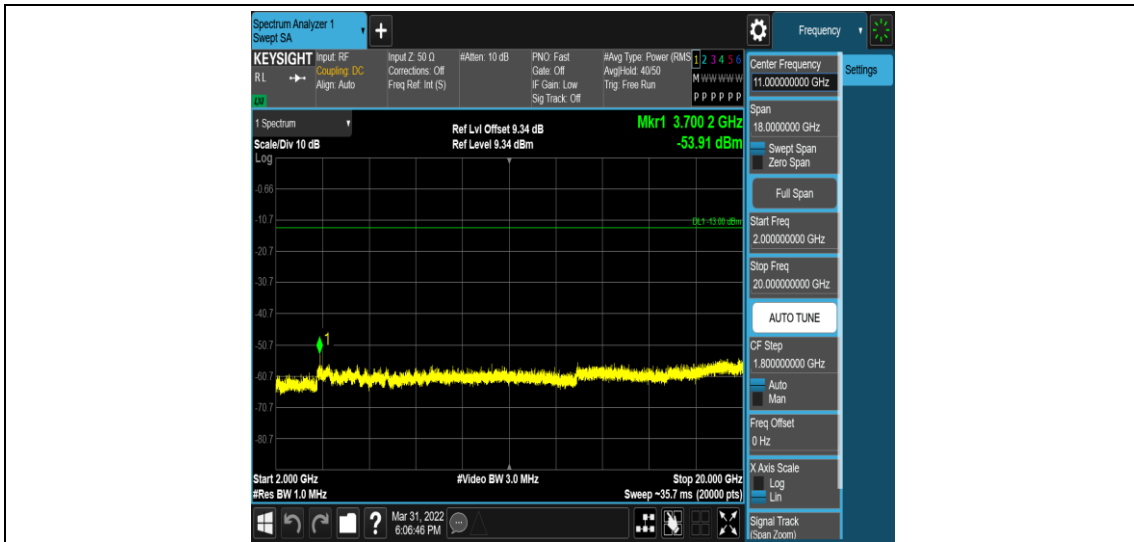 Spectrum Analyzer 1
Swept SA
+
Frequency
KEYSIGHT
RL
LXI
Input: RF
Coupling: DC
Align: Auto
Input Z: 50 Ω
Corrections: Off
Freq Ref: Int (S)
#Atten: 10 dB
PNO: Fast
Gate: Off
IF Gain: Low
Sig Track: Off
#Avg Type: Power (RMS
Avg|Hold: 40/50
Trig: Free Run
1 2 3 4 5 6
M W W W W W
P P P P P P
1 Spectrum
Scale/Div 10 dB
Log
Ref Lvl Offset 9.34 dB
Ref Level 9.34 dBm
Mkr1 3.700 2 GHz
-53.91 dBm
-0.66
-10.7
DL1 -13.00 dBm
-20.7
-30.7
-40.7
-50.7
1
-60.7
-70.7
-80.7
Start 2.000 GHz
#Res BW 1.0 MHz
#Video BW 3.0 MHz
Stop 20.000 GHz
Sweep ~35.7 ms (20000 pts)
?
Mar 31, 2022
6:06:46 PM
Center Frequency
11.000000000 GHz
Settings
Span
18.0000000 GHz
Swept Span
Zero Span
Full Span
Start Freq
2.000000000 GHz
Stop Freq
20.000000000 GHz
AUTO TUNE
CF Step
1.800000000 GHz
Auto
Man
Freq Offset
0 Hz
X Axis Scale
Log
Lin
Signal Track
(Span Zoom)